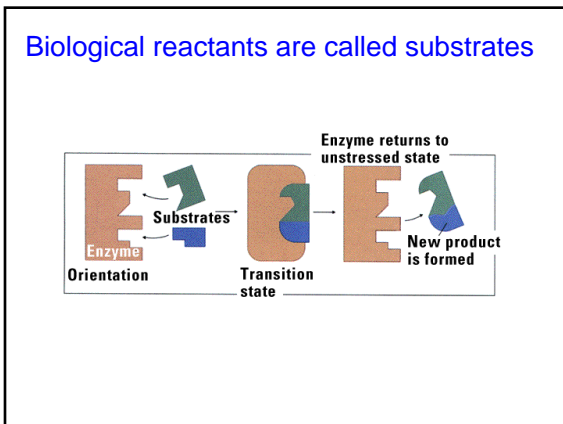 Biological reactants are called substrates
Enzyme returns to
unstressed state
Substrates
Enzyme
Orientation
Transition
state
New product
is formed